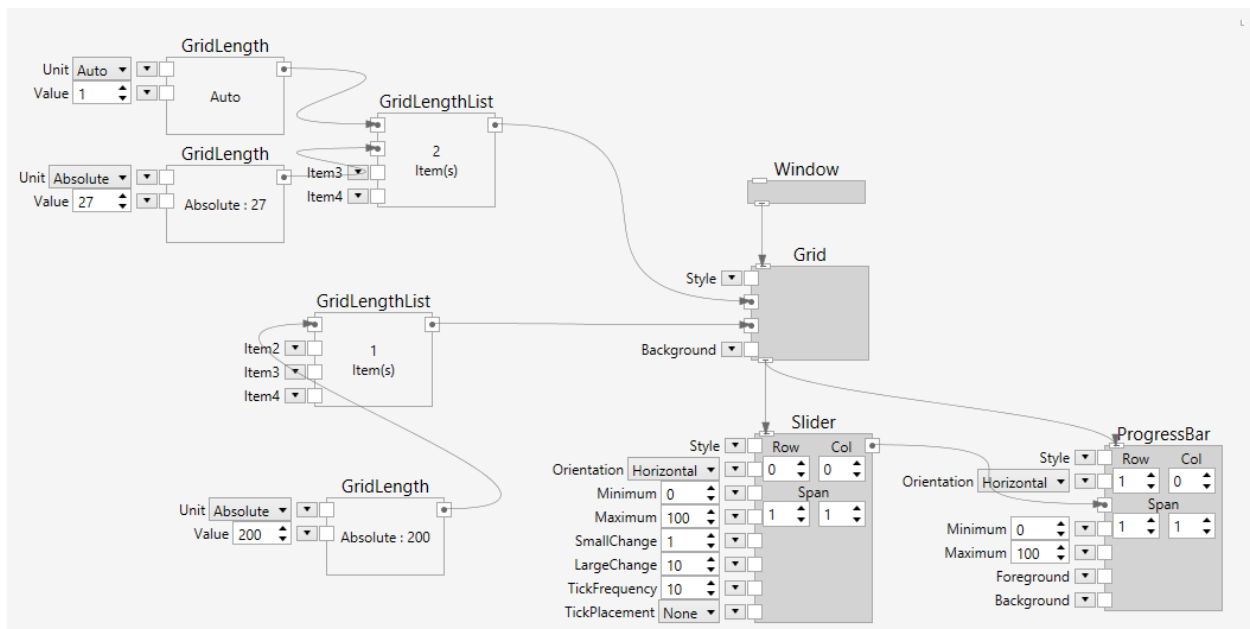 GridLength
Unit Auto
Value 1
Auto
GridLengthList
2
Item(s)
Item3
Item4
GridLength
Unit Absolute
Value 27
Absolute : 27
Window
Grid
Style
Background
GridLengthList
1
Item(s)
Item2
Item3
Item4
GridLength
Unit Absolute
Value 200
Absolute : 200
Slider
Style
Row Col
Orientation Horizontal
0 0
Minimum 0
Span
Maximum 100
1 1
SmallChange 1
LargeChange 10
TickFrequency 10
TickPlacement None
ProgressBar
Style
Row Col
Orientation Horizontal
1 0
Span
Minimum 0
1 1
Maximum 100
Foreground
Background